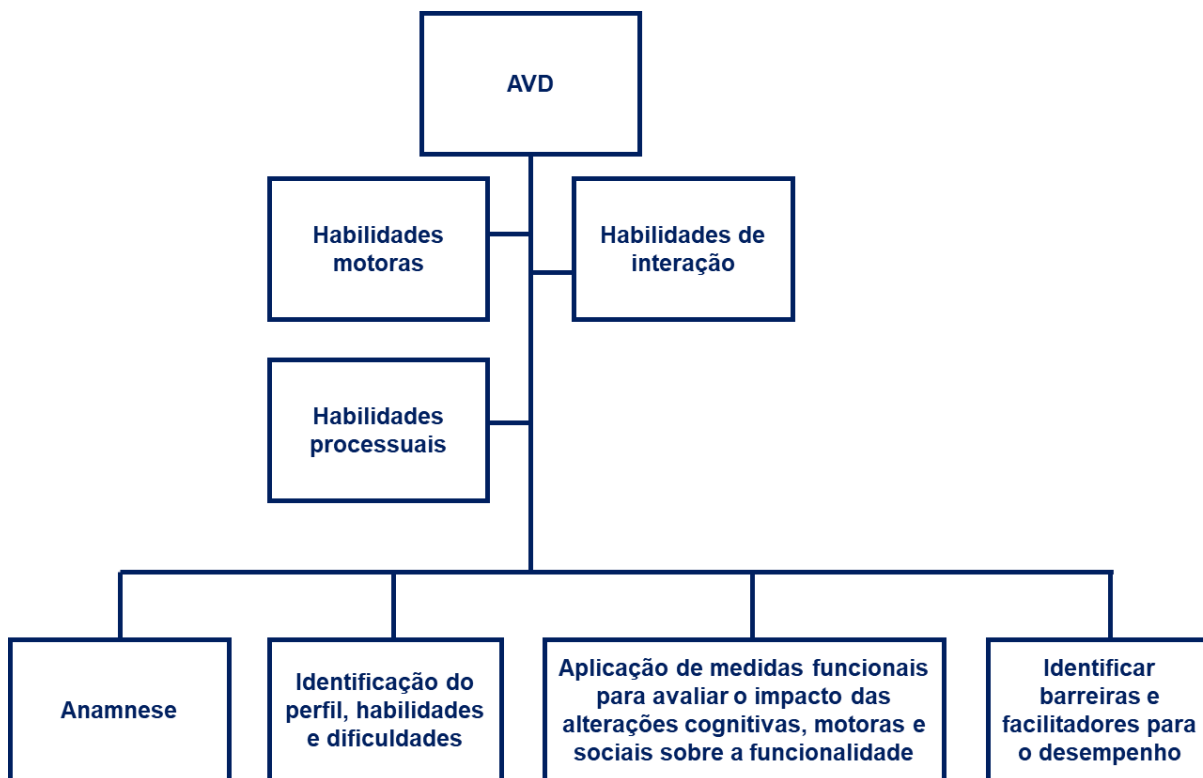 AVD
Habilidades
motoras
Habilidades de
interação
Habilidades
processuais
Anamnese
Identificação do
perfil, habilidades
e dificuldades
Aplicação de medidas funcionais
para avaliar o impacto das
alterações cognitivas, motoras e
sociais sobre a funcionalidade
Identificar
barreiras e
facilitadores para
o desempenho